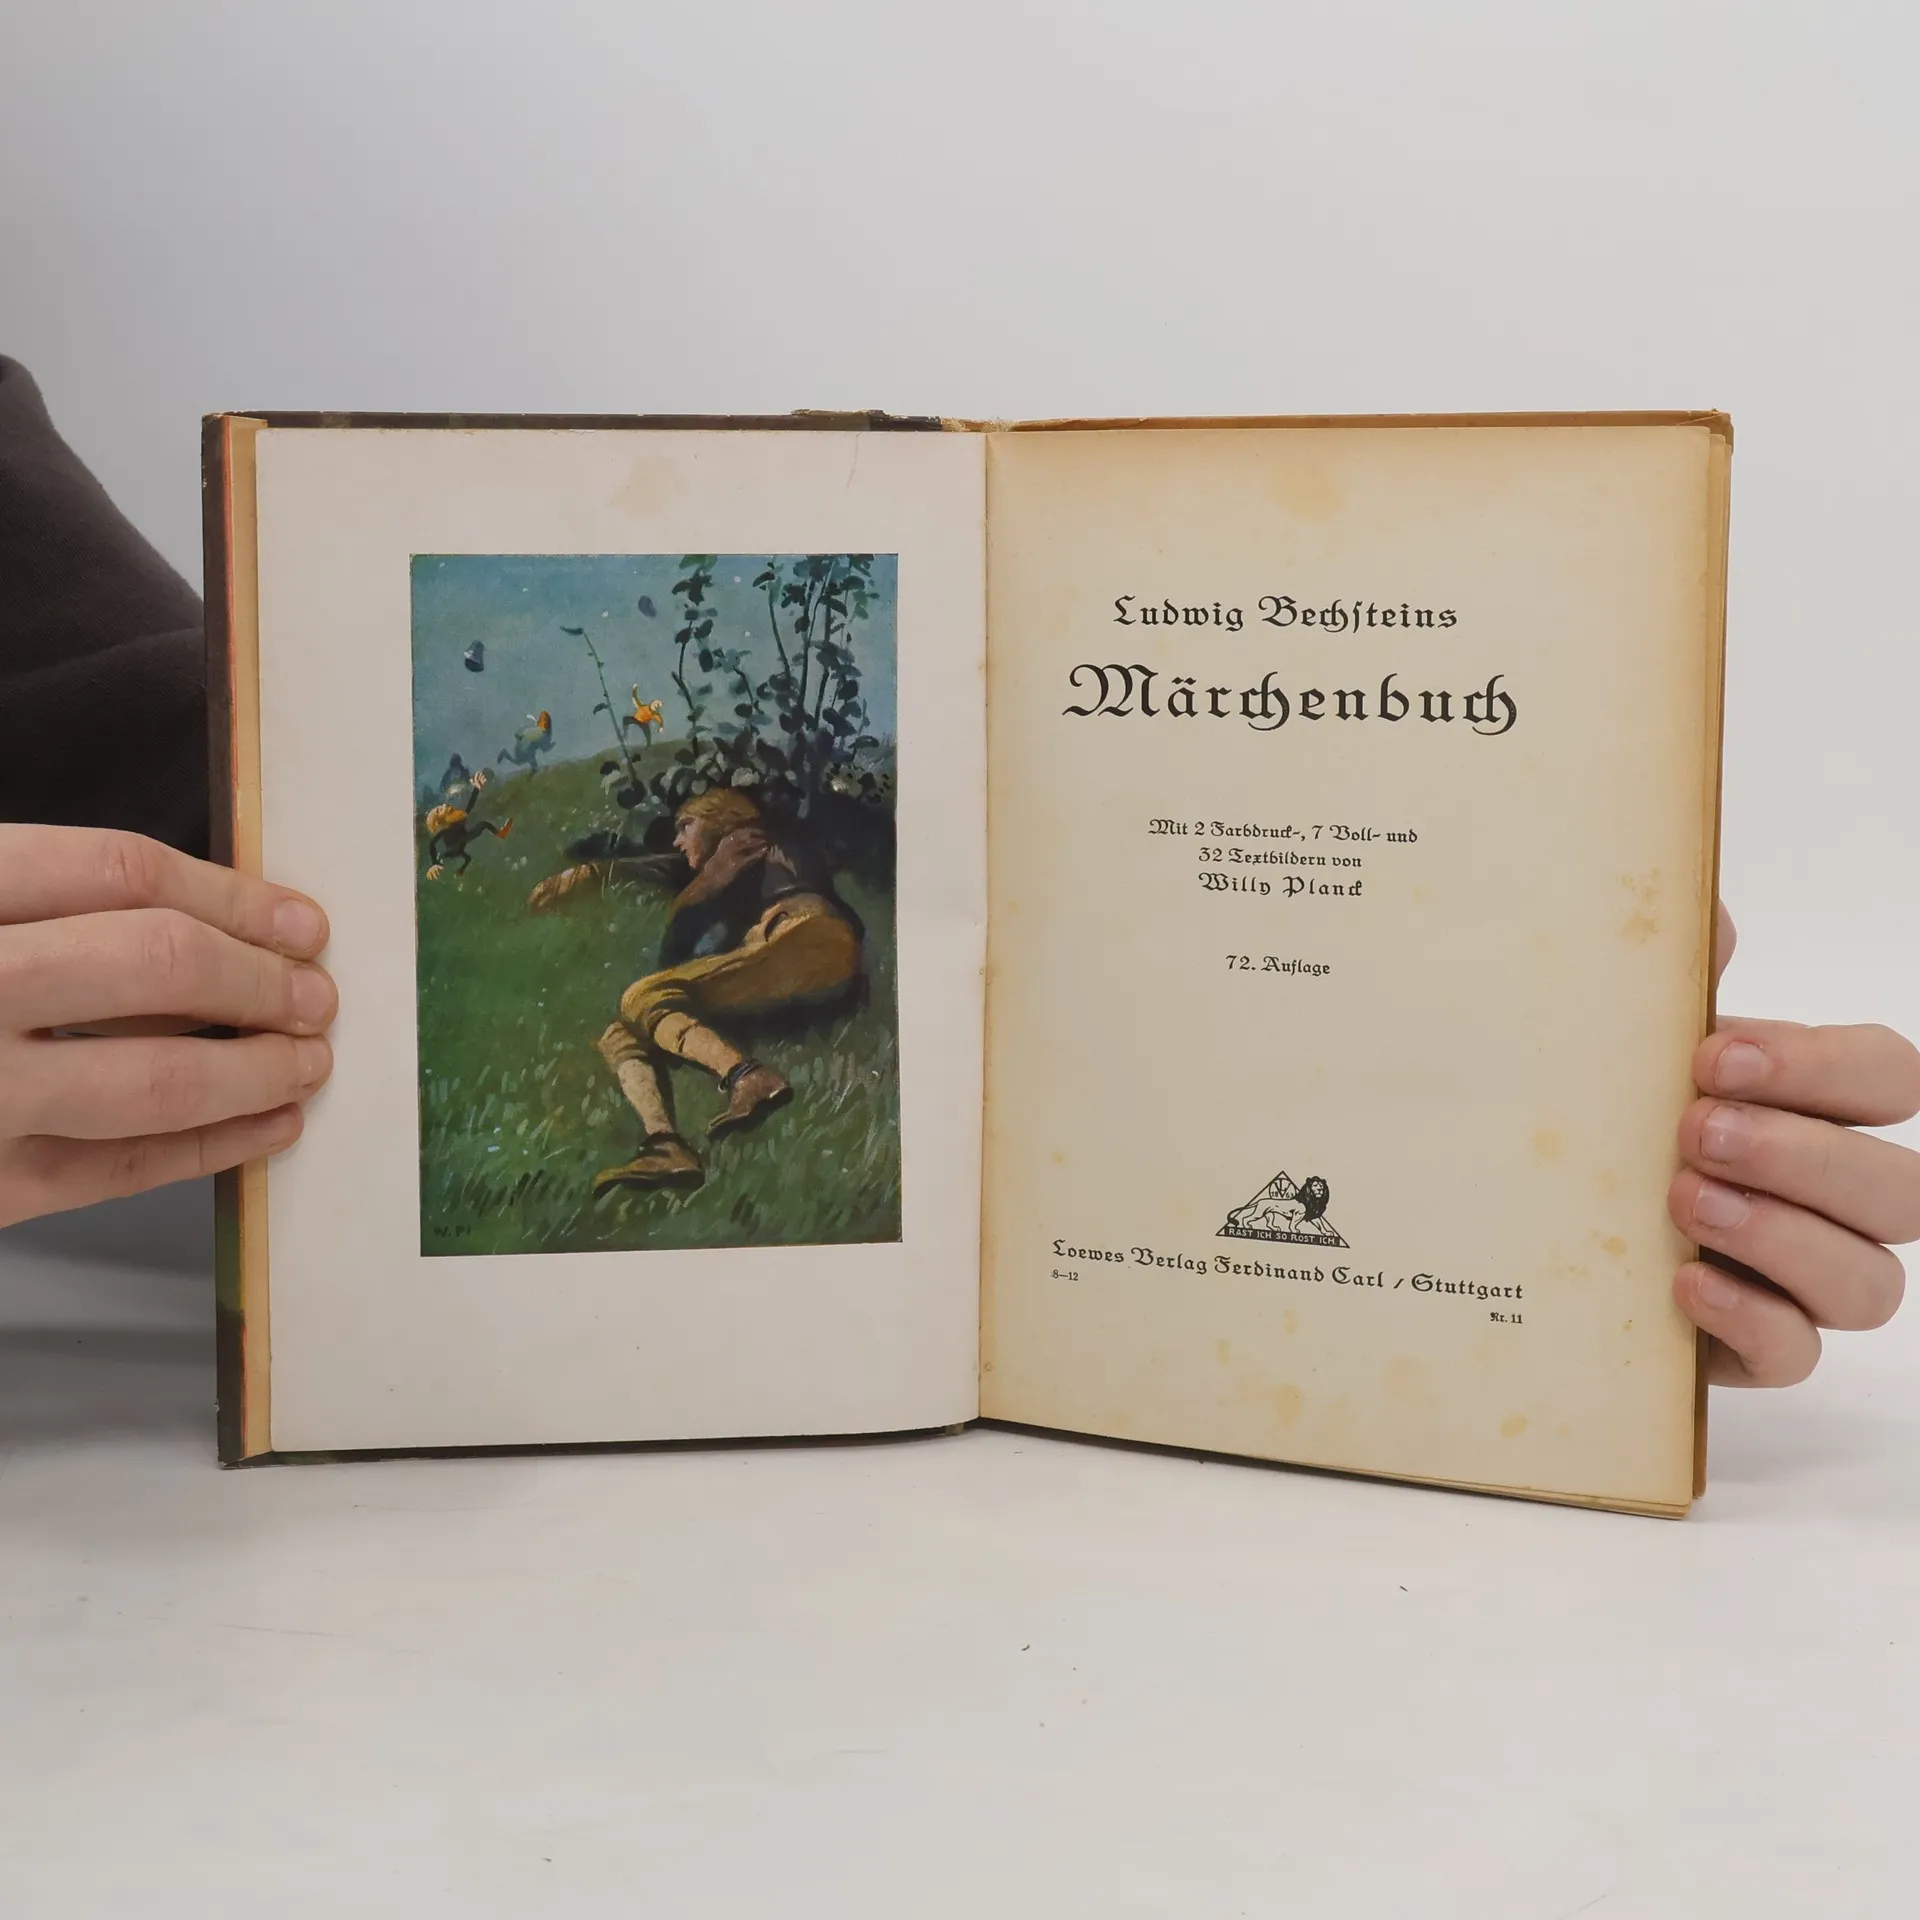 W. Pl
Ludwig Bechsteins
Märchenbuch
Mit 2 Farbdruck-, 7 Voll- und
32 Textbildern von
Willy Planck
72. Auflage
RAST ICH SO ROST ICH
Loewes Verlag Ferdinand Carl / Stuttgart
8—12
Nr. 11